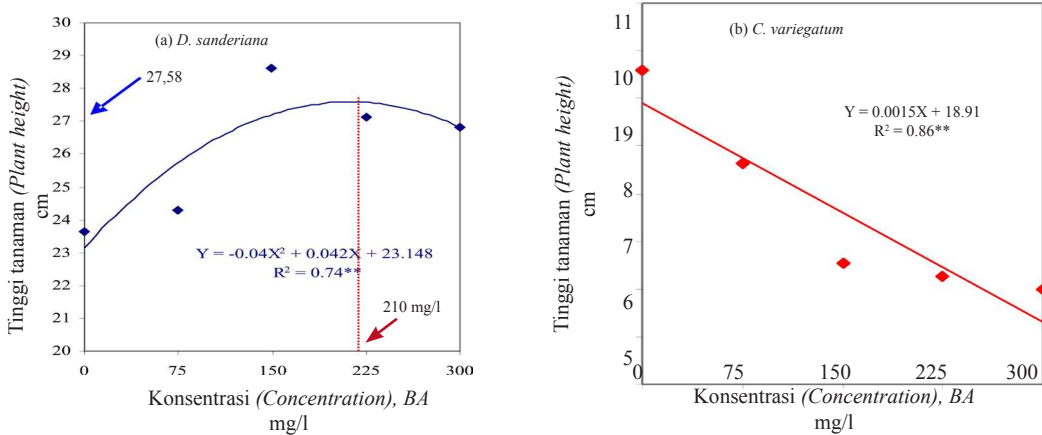 30
29
28
27
26
25
24
23
22
21
20
Tinggi tanaman (Plant height)
cm
(a) D. sanderiana
27,58
Y = -0.04X² + 0.042X + 23.148
R² = 0.74**
210 mg/l
0 75 150 225 300
Konsentrasi (Concentration), BA
mg/l
11
10
19
8
7
6
5
Tinggi tanaman (Plant height)
cm
(b) C. variegatum
Y = 0.0015X + 18.91
R² = 0.86**
0 75 150 225 300
Konsentrasi (Concentration), BA
mg/l